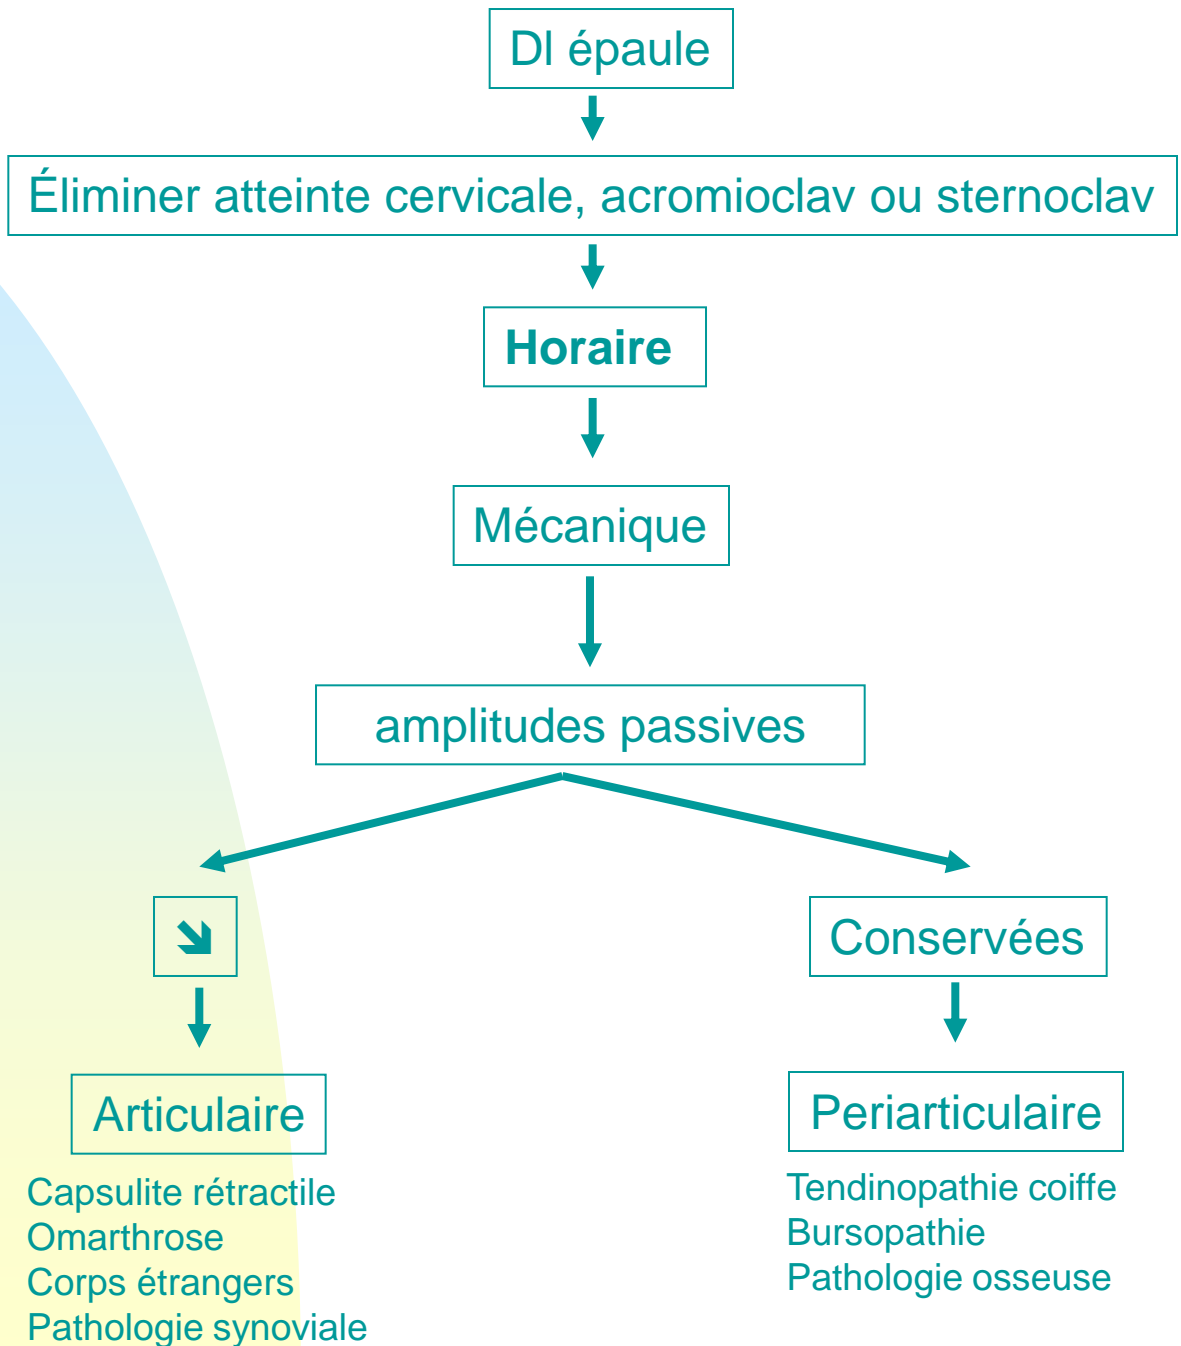 Dl épaule
Éliminer atteinte cervicale, acromioclav ou sternoclav
Horaire
Mécanique
amplitudes passives
🡮
Conservées
Articulaire
Periarticulaire
Capsulite rétractile
Omarthrose
Corps étrangers
Pathologie synoviale
Tendinopathie coiffe
Bursopathie
Pathologie osseuse